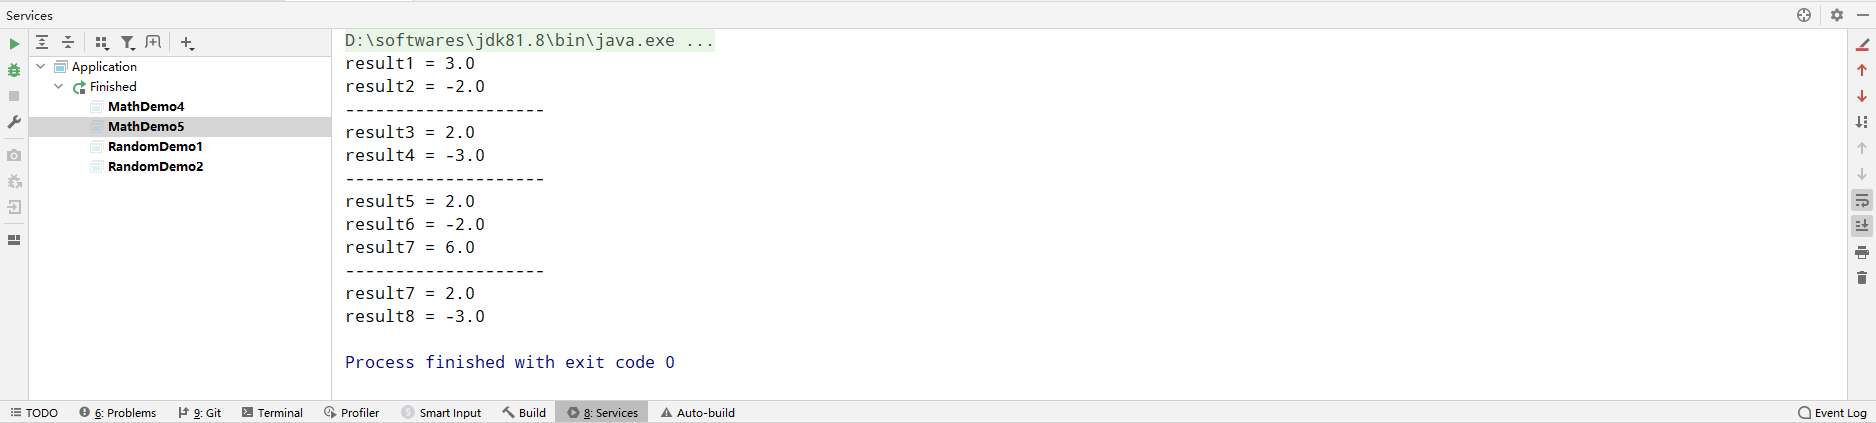 Services
Application
Finished
MathDemo4
MathDemo5
RandomDemo1
RandomDemo2
D:\softwares\jdk81.8\bin\java.exe ...
result1 = 3.0
result2 = -2.0
--------------------
result3 = 2.0
result4 = -3.0
--------------------
result5 = 2.0
result6 = -2.0
result7 = 6.0
--------------------
result7 = 2.0
result8 = -3.0
Process finished with exit code 0
TODO 6: Problems 9: Git Terminal Profiler Smart Input Build 8: Services Auto-build Event Log